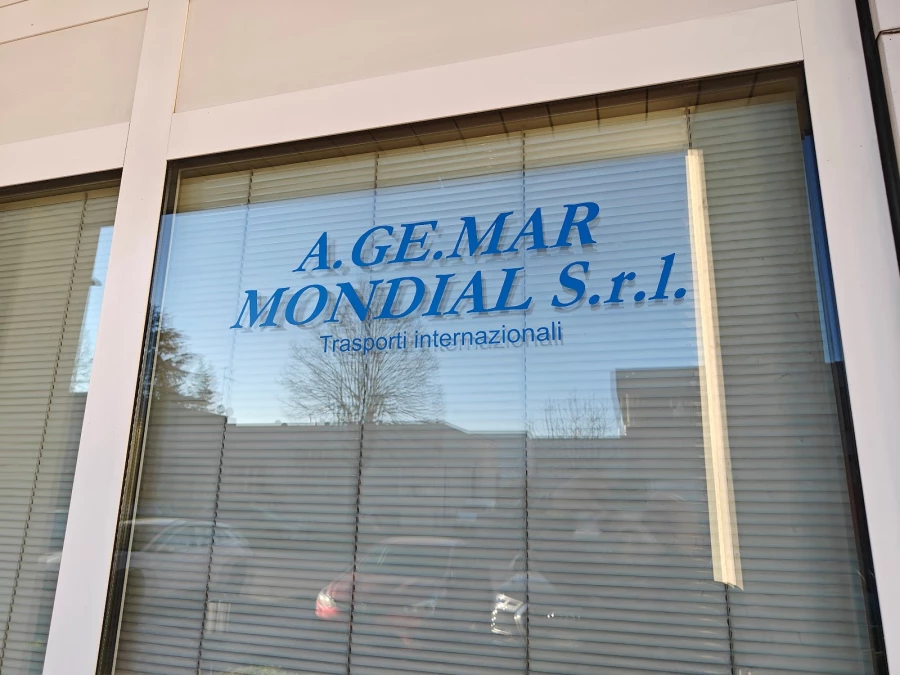 A.GE.MAR
MONDIAL S.r.l.
Trasporti internazionali